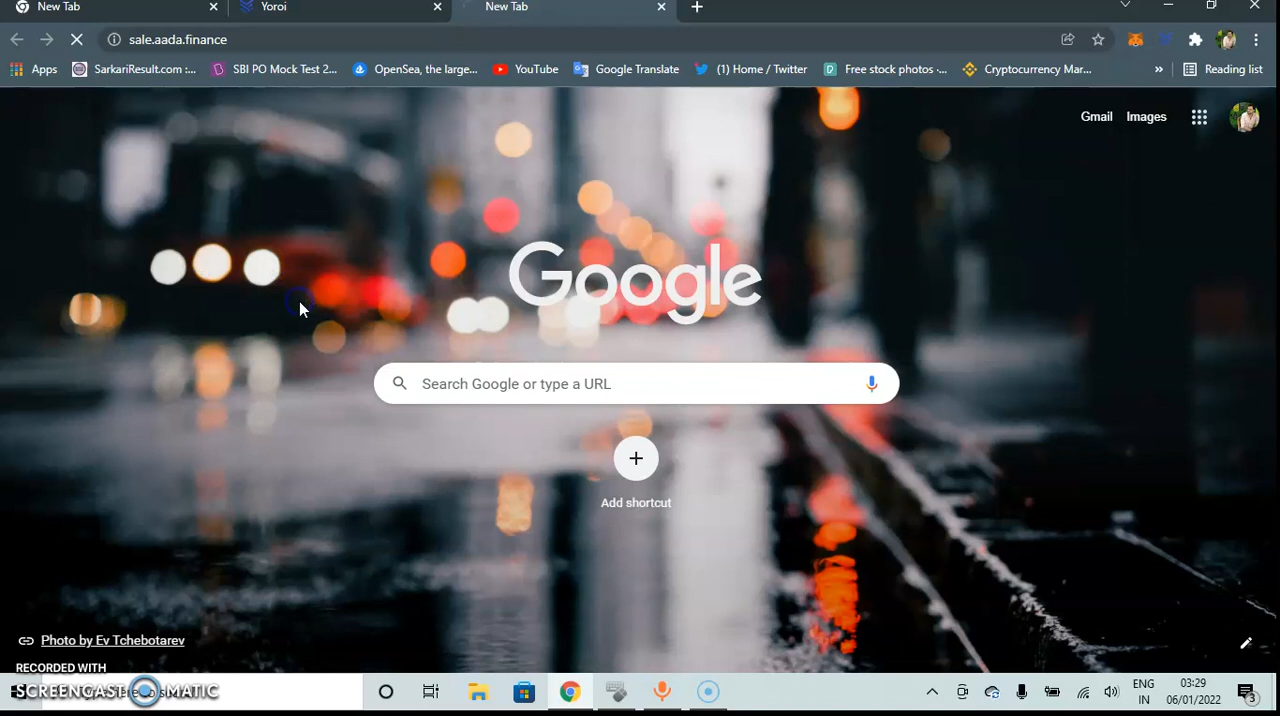 New Tab
Yoroi
New Tab
sale.aada.finance
Apps
SarkariResult.com :...
SBI PO Mock Test 2...
OpenSea, the large...
YouTube
Google Translate
(1) Home / Twitter
Free stock photos -...
Cryptocurrency Mar...
»
Reading list
Gmail
Images
Google
Search Google or type a URL
Add shortcut
Photo by Ev Tchebotarev
RECORDED WITH
SCREENCAST MATIC
ENG
IN
03:29
06/01/2022
3